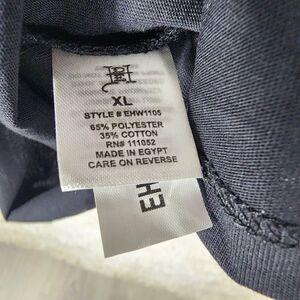 XL
STYLE # EHW1105
65% POLYESTER
35% COTTON
RN# 111052
MADE IN EGYPT
CARE ON REVERSE
EH